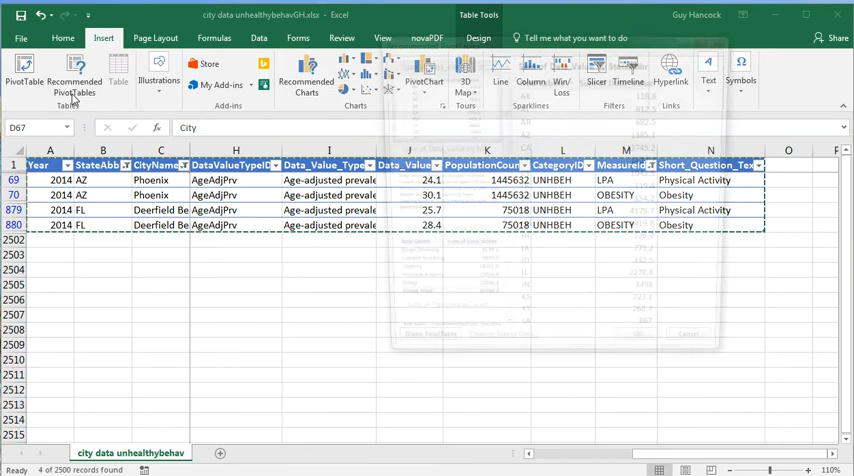 city data unhealthybehavGH.xlsx - Excel
Table Tools
Guy Hancock
File Home Insert Page Layout Formulas Data Review View novaPDF Design Tell me what you want to do
Share
PivotTable Recommended PivotTables Table Illustrations Store My Add-ins Recommended Charts PivotChart 3D Map Line Column Win/Loss Slicer Timeline Hyperlink Text Symbols
Tables Add-ins Charts Tours Sparklines Filters Links
D67 fx City
A B C H I J K L M N O P
1 Year StateAbb CityName DataValueTypeID Data_Value_Type Data_Value PopulationCoun CategoryID MeasureId Short_Question_Tex
69 2014 AZ Phoenix AgeAdjPrv Age-adjusted prevale 24.1 1445632 UNHBEH LPA Physical Activity
70 2014 AZ Phoenix AgeAdjPrv Age-adjusted prevale 30.1 1445632 UNHBEH OBESITY Obesity
879 2014 FL Deerfield Be AgeAdjPrv Age-adjusted prevale 25.7 75018 UNHBEH LPA Physical Activity
880 2014 FL Deerfield Be AgeAdjPrv Age-adjusted prevale 28.4 75018 UNHBEH OBESITY Obesity
2502
2503
2504
2505
2506
2507
2508
2509
2510
2511
2512
2513
2514
2515
Cancel
city data unhealthybehav
Ready 4 of 2500 records found
110%